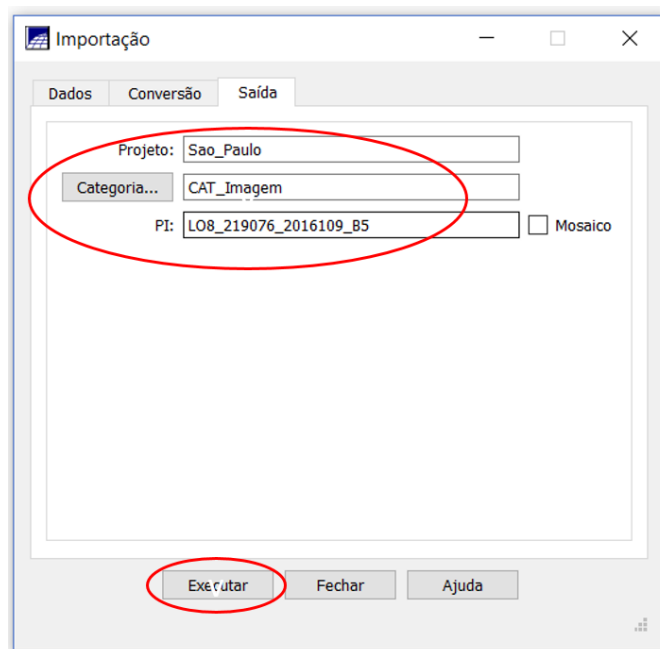 Importação
Dados Conversão Saída
Projeto: Sao_Paulo
Categoria... CAT_Imagem
PI: LO8_219076_2016109_B5 Mosaico
Executar Fechar Ajuda